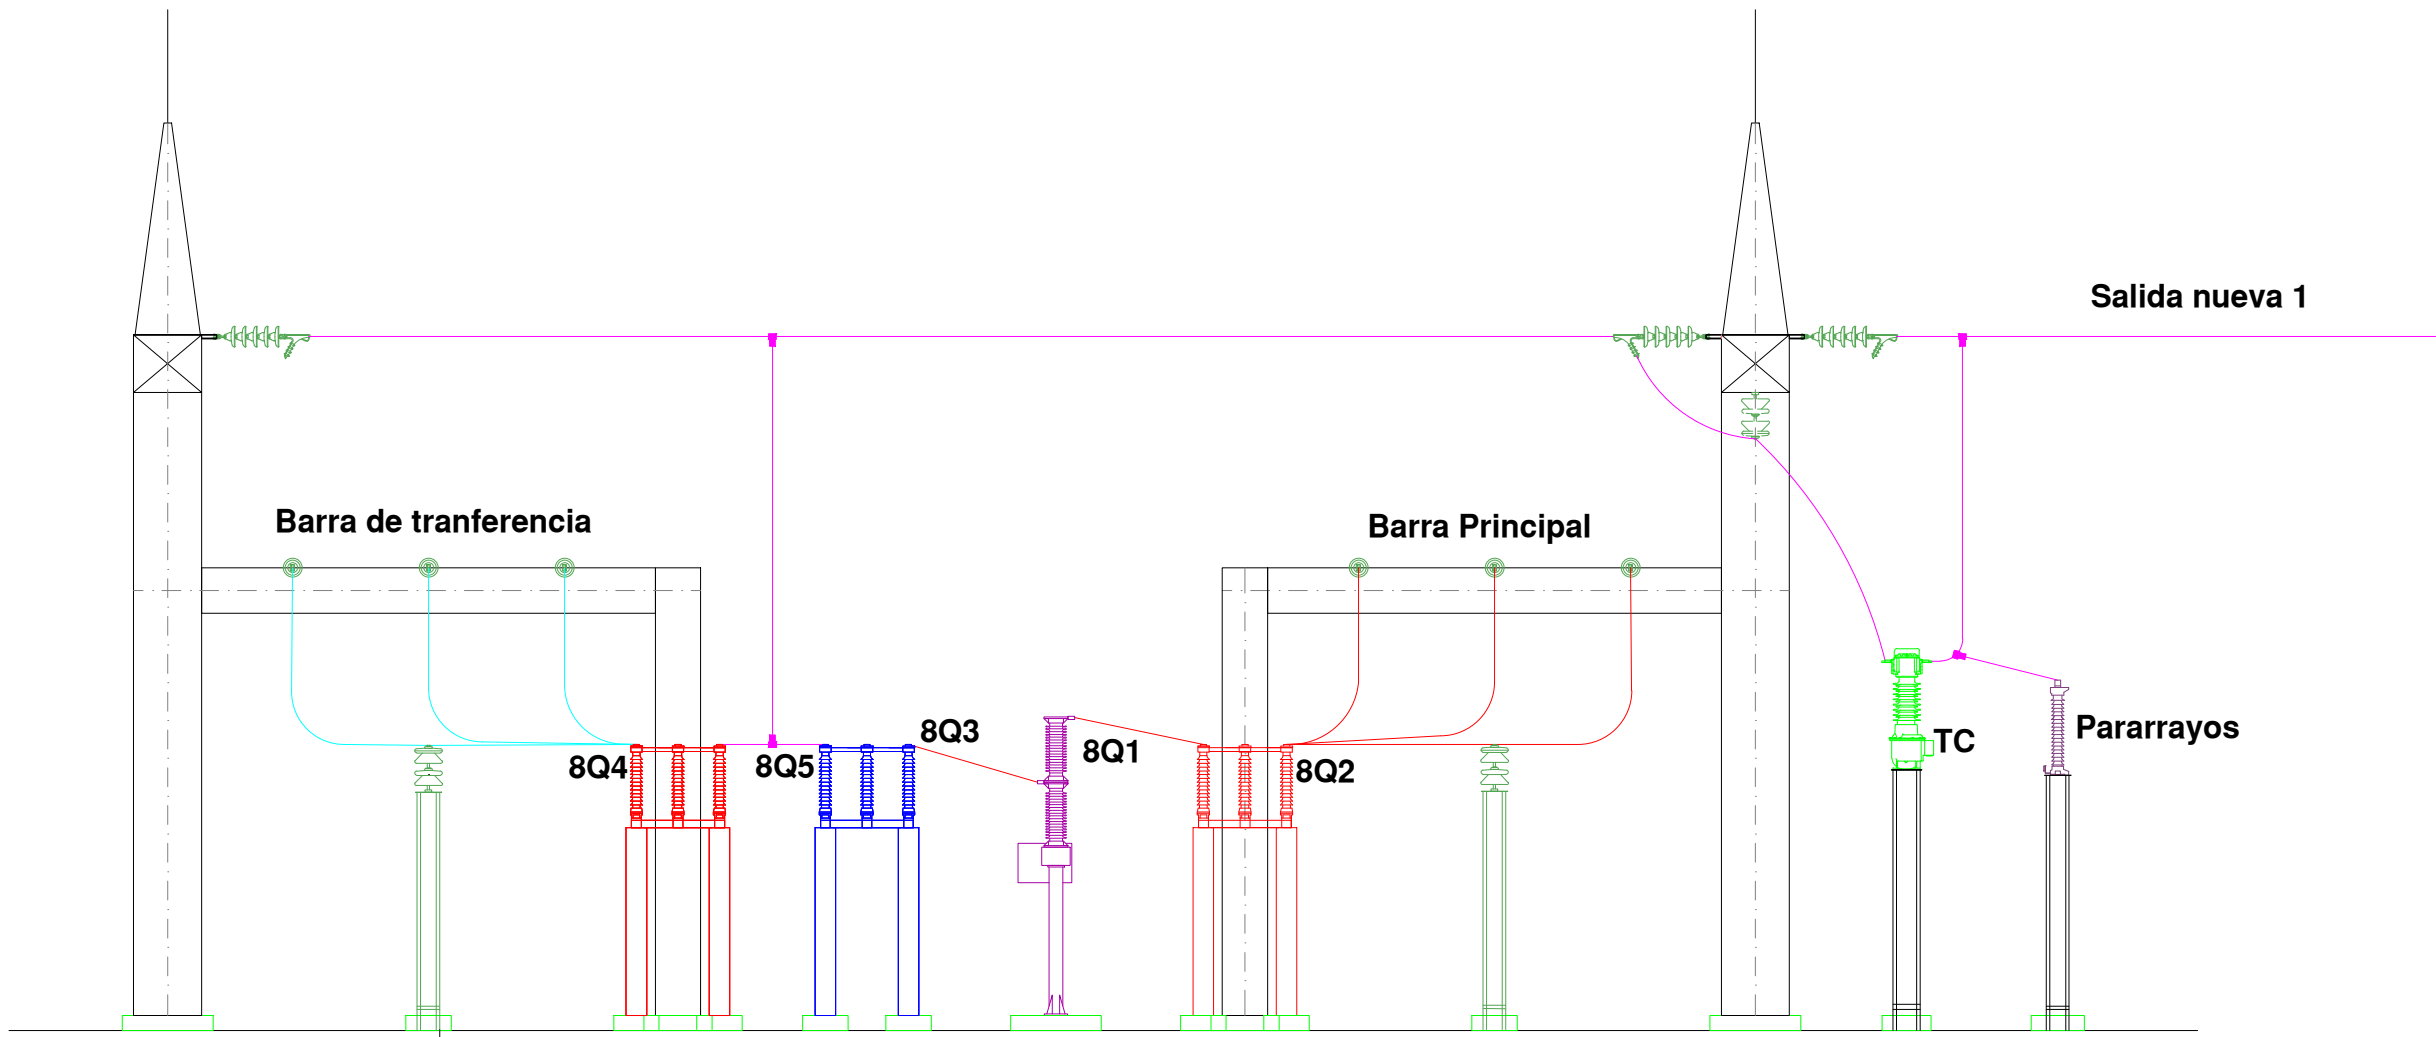 Salida nueva 1
Barra de tranferencia
Barra Principal
8Q4
8Q5
8Q3
8Q1
8Q2
TC
Pararrayos